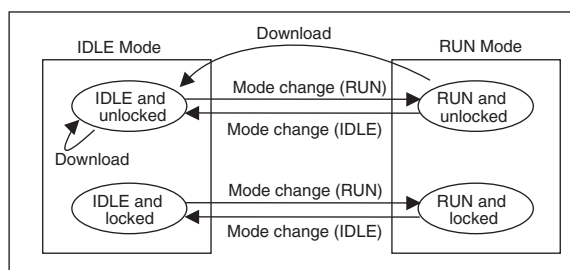 Download
IDLE Mode
RUN Mode
IDLE and
unlocked
Mode change (RUN)
RUN and
unlocked
Mode change (IDLE)
Download
IDLE and
locked
Mode change (RUN)
RUN and
locked
Mode change (IDLE)